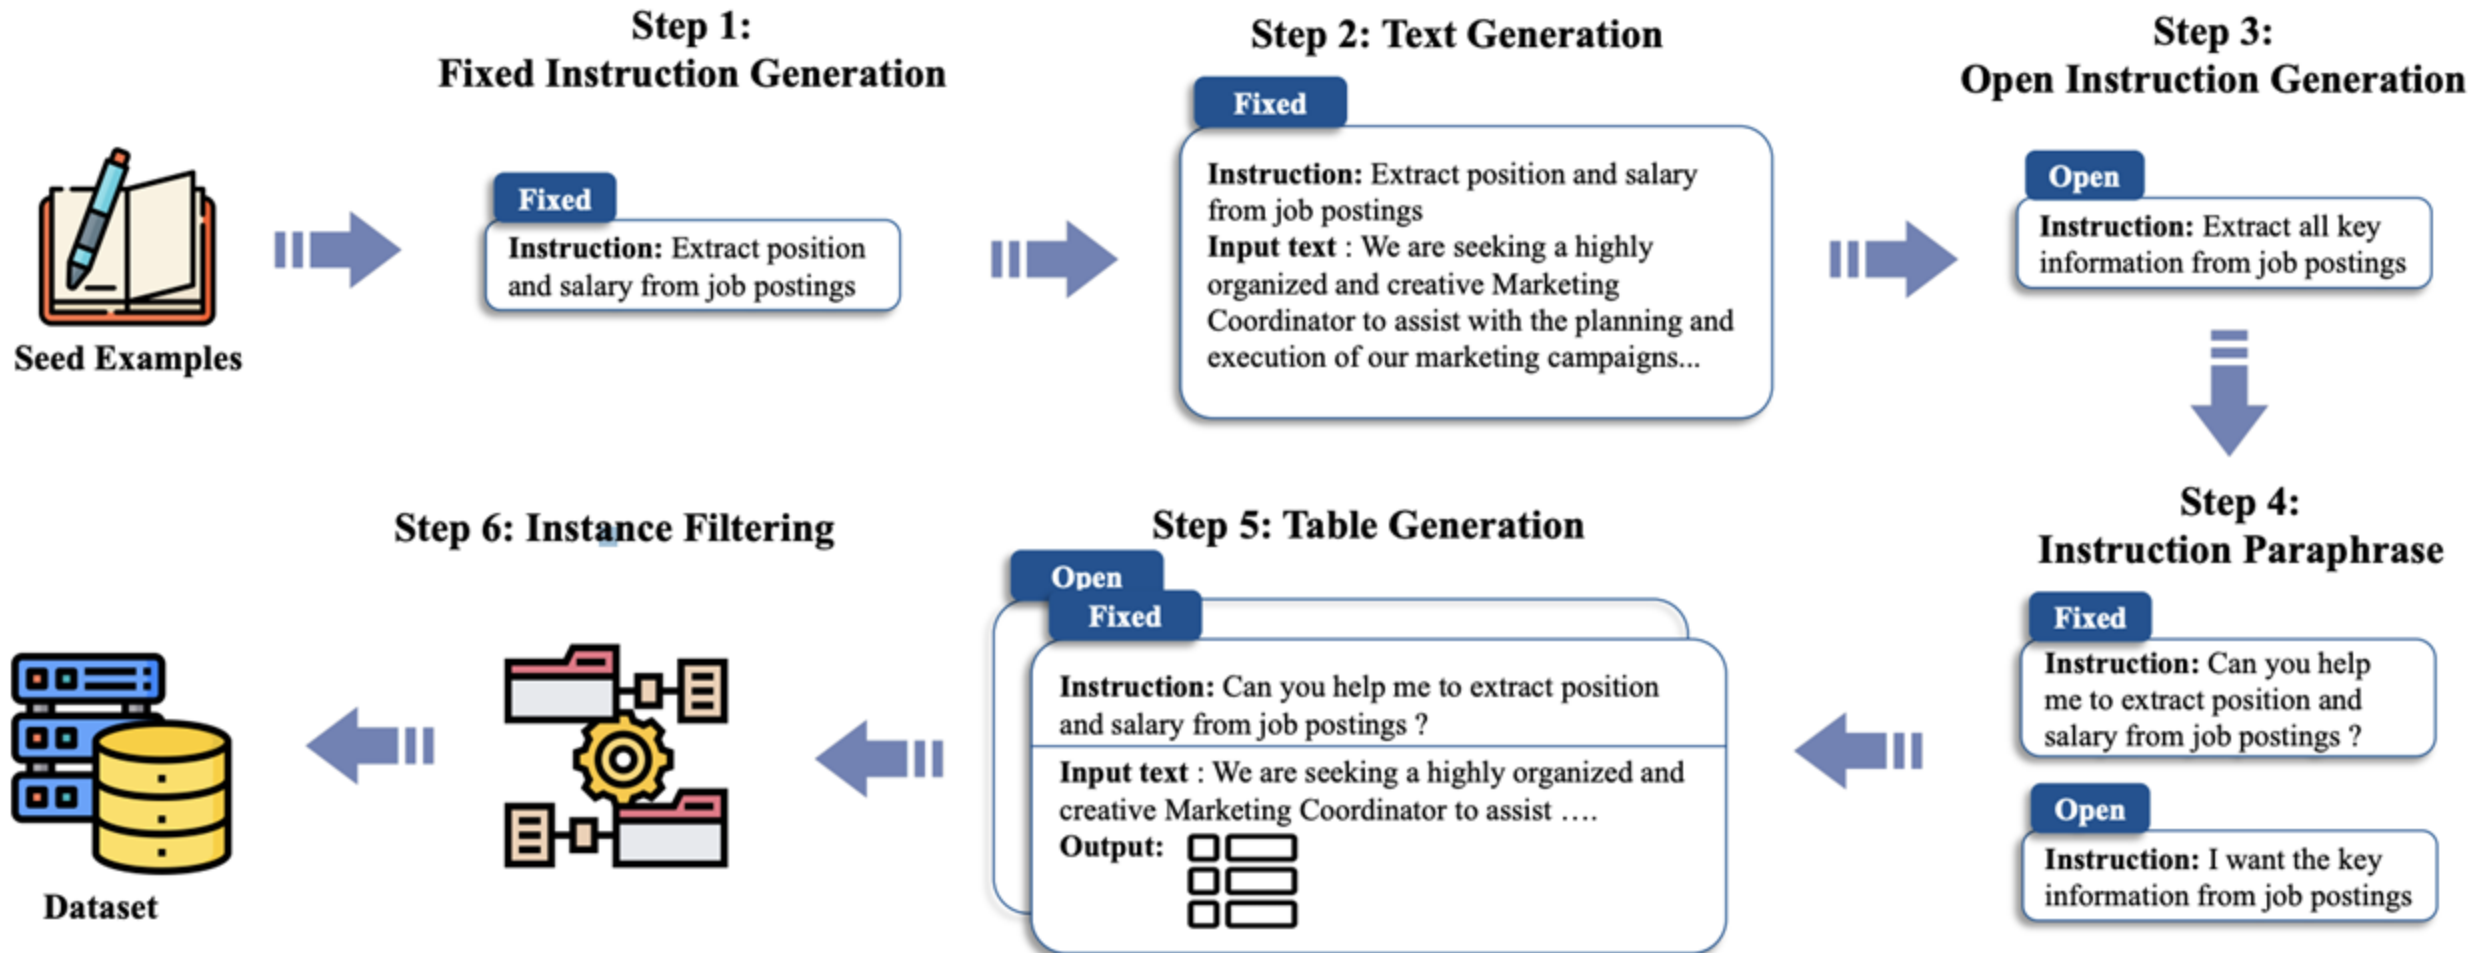 Step 1:
Fixed Instruction Generation
Fixed
Instruction: Extract position
and salary from job postings
Seed Examples
Step 2: Text Generation
Fixed
Instruction: Extract position and salary
from job postings
Input text : We are seeking a highly
organized and creative Marketing
Coordinator to assist with the planning and
execution of our marketing campaigns...
Step 3:
Open Instruction Generation
Open
Instruction: Extract all key
information from job postings
Step 4:
Instruction Paraphrase
Fixed
Instruction: Can you help
me to extract position and
salary from job postings ?
Open
Instruction: I want the key
information from job postings
Step 5: Table Generation
Open
Fixed
Instruction: Can you help me to extract position
and salary from job postings ?
Input text : We are seeking a highly organized and
creative Marketing Coordinator to assist ….
Output:
Step 6: Instance Filtering
Dataset